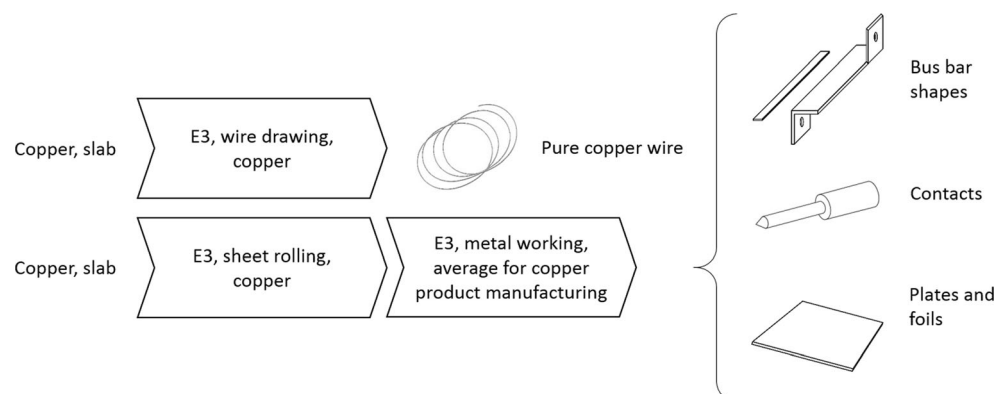 Copper, slab
E3, wire drawing,
copper
Pure copper wire
Copper, slab
E3, sheet rolling,
copper
E3, metal working,
average for copper
product manufacturing
Bus bar
shapes
Contacts
Plates and
foils